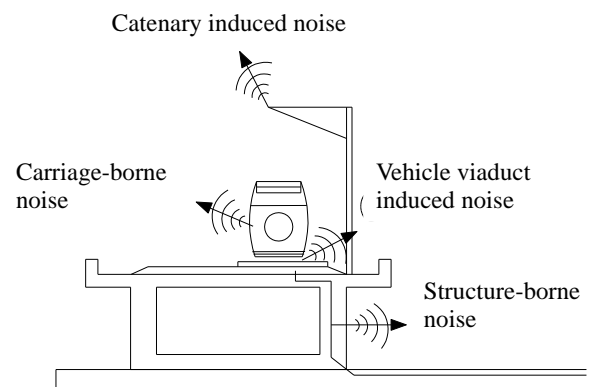 Catenary induced noise
Carriage-borne
noise
Vehicle viaduct
induced noise
Structure-borne
noise